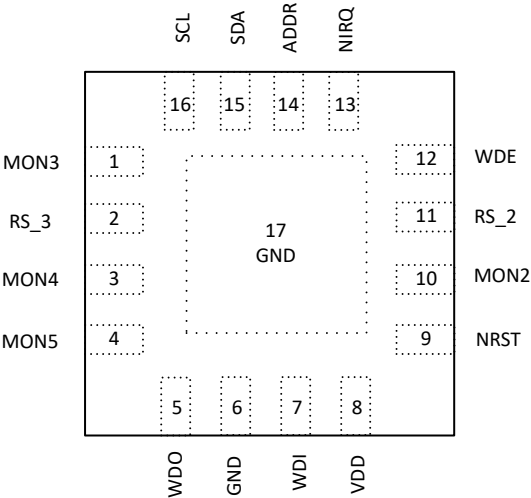 SCL SDA ADDR NIRQ
16 15 14 13
MON3 1 12 WDE
RS_3 2 11 RS_2
17
GND
MON4 3 10 MON2
MON5 4 9 NRST
5 6 7 8
WDO GND WDI VDD